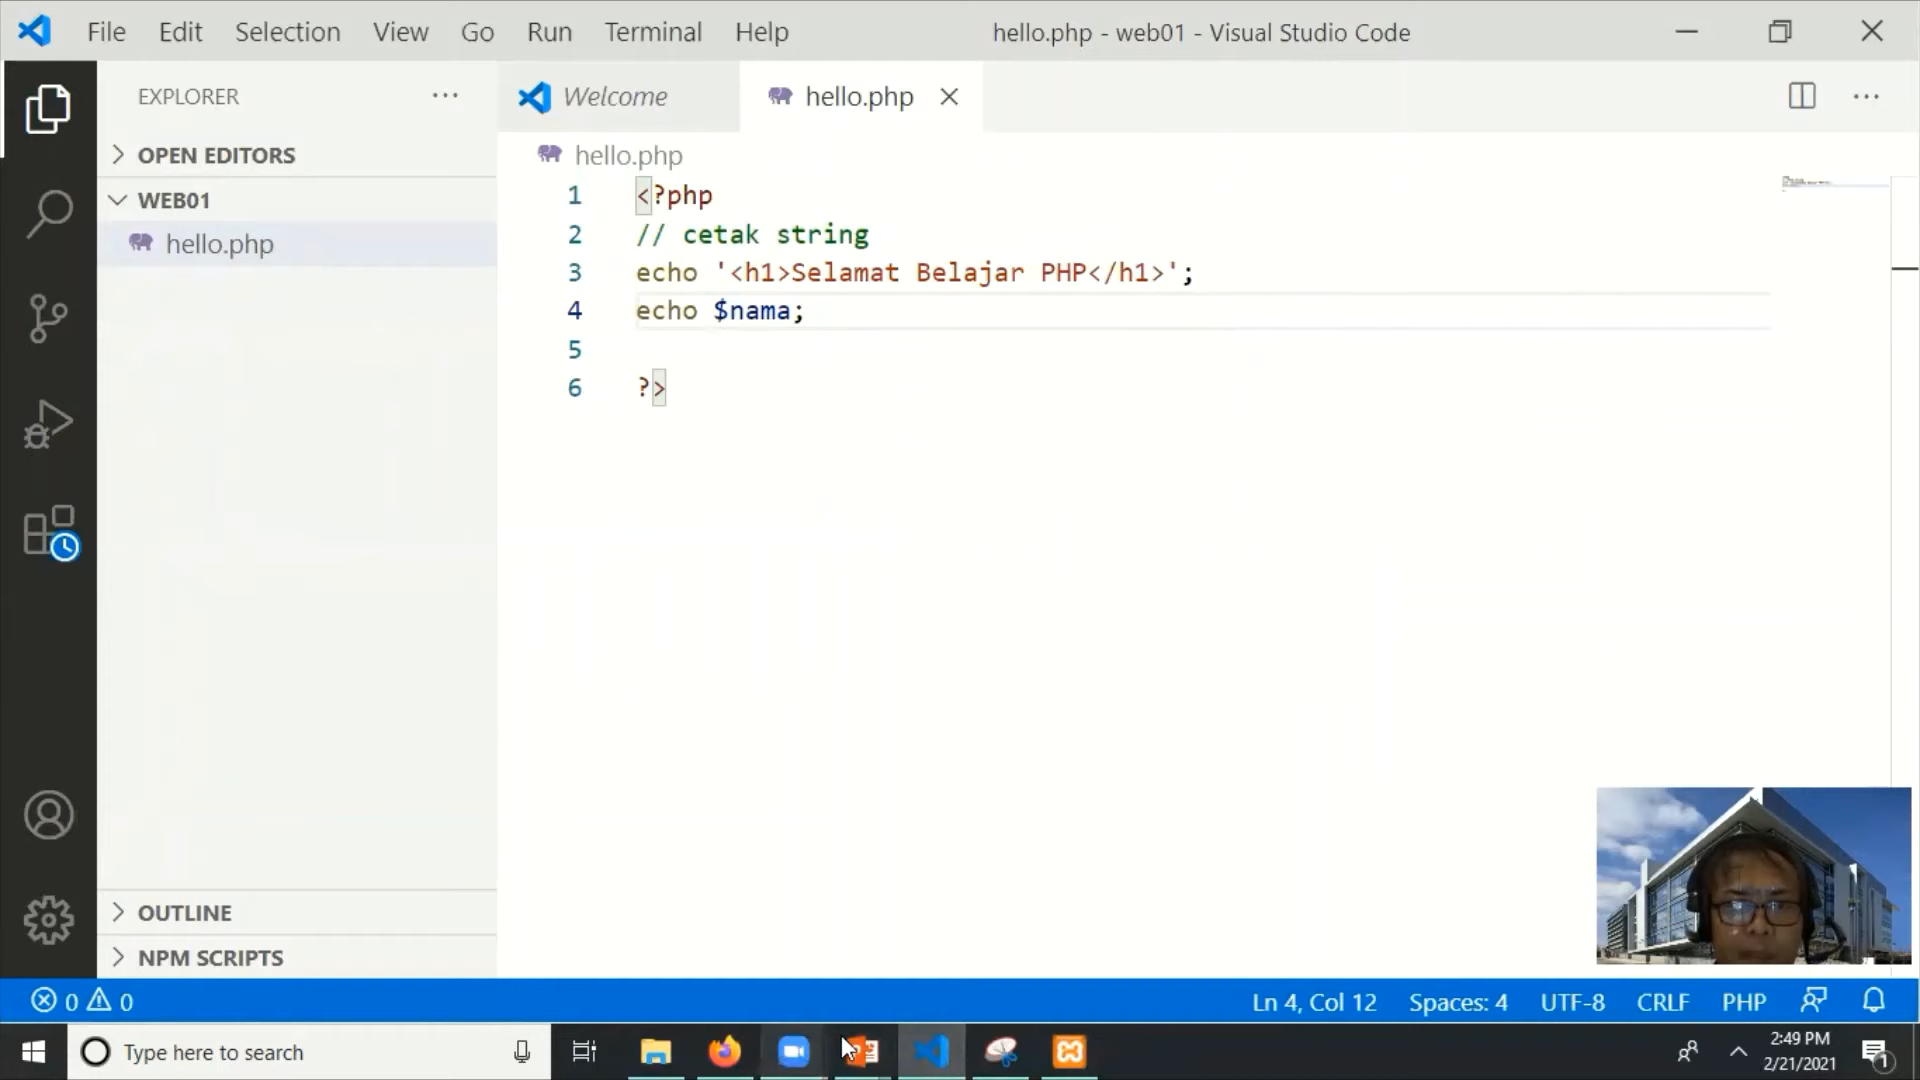 File Edit Selection View Go Run Terminal Help hello.php - web01 - Visual Studio Code
EXPLORER ...
Welcome
hello.php
OPEN EDITORS
WEB01
hello.php
hello.php
1 <?php
2 // cetak string
3 echo '<h1>Selamat Belajar PHP</h1>';
4 echo $nama;
5
6 ?>
OUTLINE
NPM SCRIPTS
0 0 Ln 4, Col 12 Spaces: 4 UTF-8 CRLF PHP
Type here to search
2:49 PM
2/21/2021
1